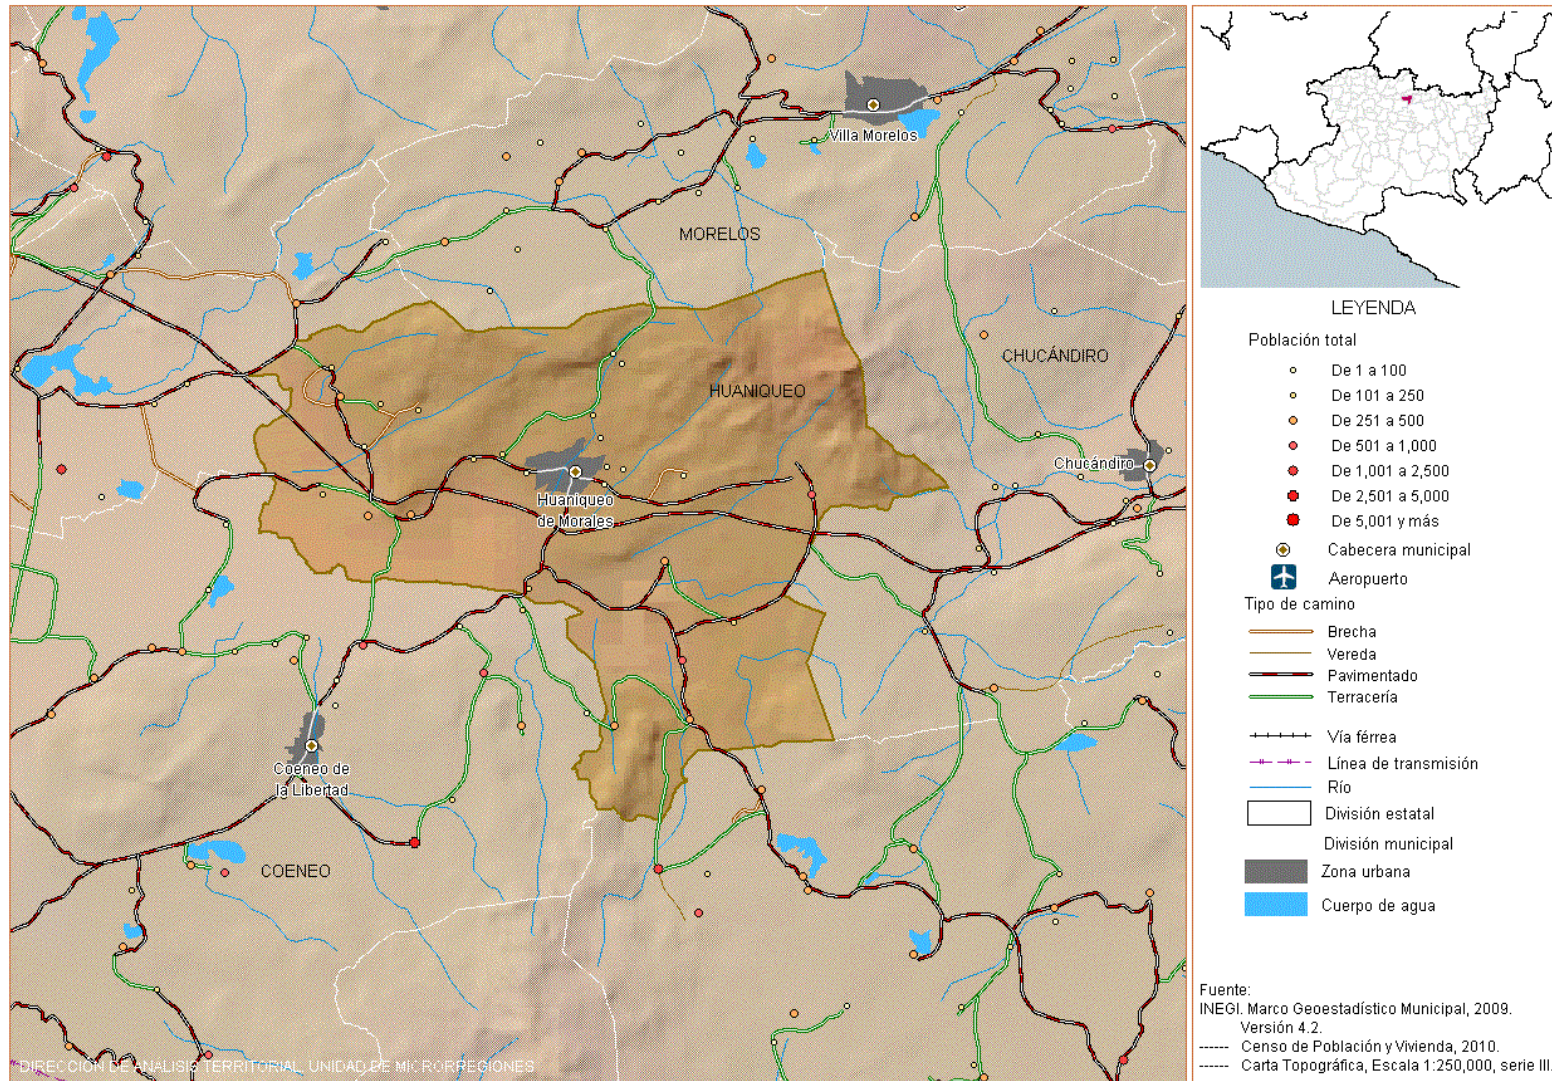 Villa Morelos
MORELOS
CHUCÁNDIRO
HUANIQUEO
Chucándiro
Huaniqueo
de Morales
Coeneo de
la Libertad
COENEO
DIRECCIÓN DE ANÁLISIS TERRITORIAL, UNIDAD DE MICRORREGIONES
LEYENDA
Población total
De 1 a 100
De 101 a 250
De 251 a 500
De 501 a 1,000
De 1,001 a 2,500
De 2,501 a 5,000
De 5,001 y más
Cabecera municipal
Aeropuerto
Tipo de camino
Brecha
Vereda
Pavimentado
Terracería
Vía férrea
Línea de transmisión
Río
División estatal
División municipal
Zona urbana
Cuerpo de agua
Fuente:
INEGI. Marco Geoestadístico Municipal, 2009.
Versión 4.2.
------ Censo de Población y Vivienda, 2010.
------ Carta Topográfica, Escala 1:250,000, serie III.